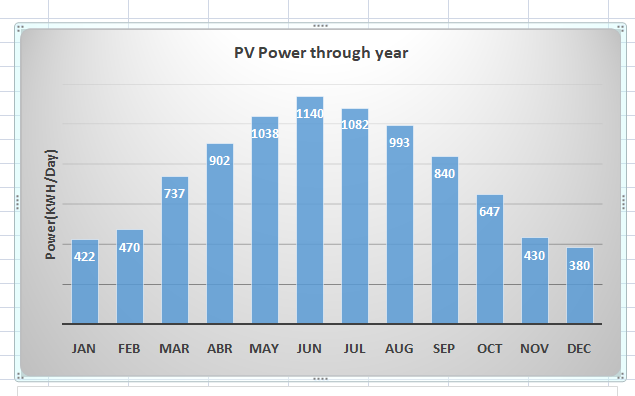 PV Power through year
Power(KWH/Day)
422 470 737 902 1038 1140 1082 993 840 647 430 380
JAN FEB MAR ABR MAY JUN JUL AUG SEP OCT NOV DEC